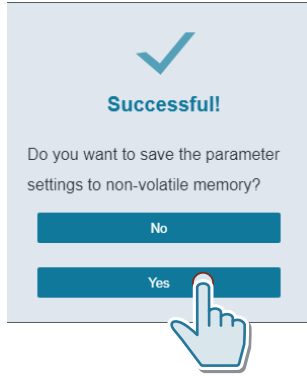 Successful!
Do you want to save the parameter
settings to non-volatile memory?
No
Yes